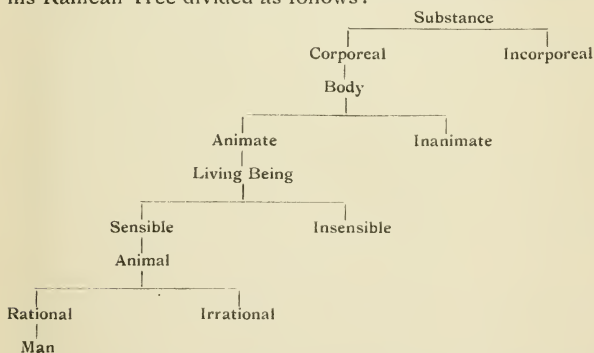 his Ramean Tree divided as follows:
Substance
Corporeal Incorporeal
Body
Animate Inanimate
Living Being
Sensible Insensible
Animal
Rational Irrational
Man